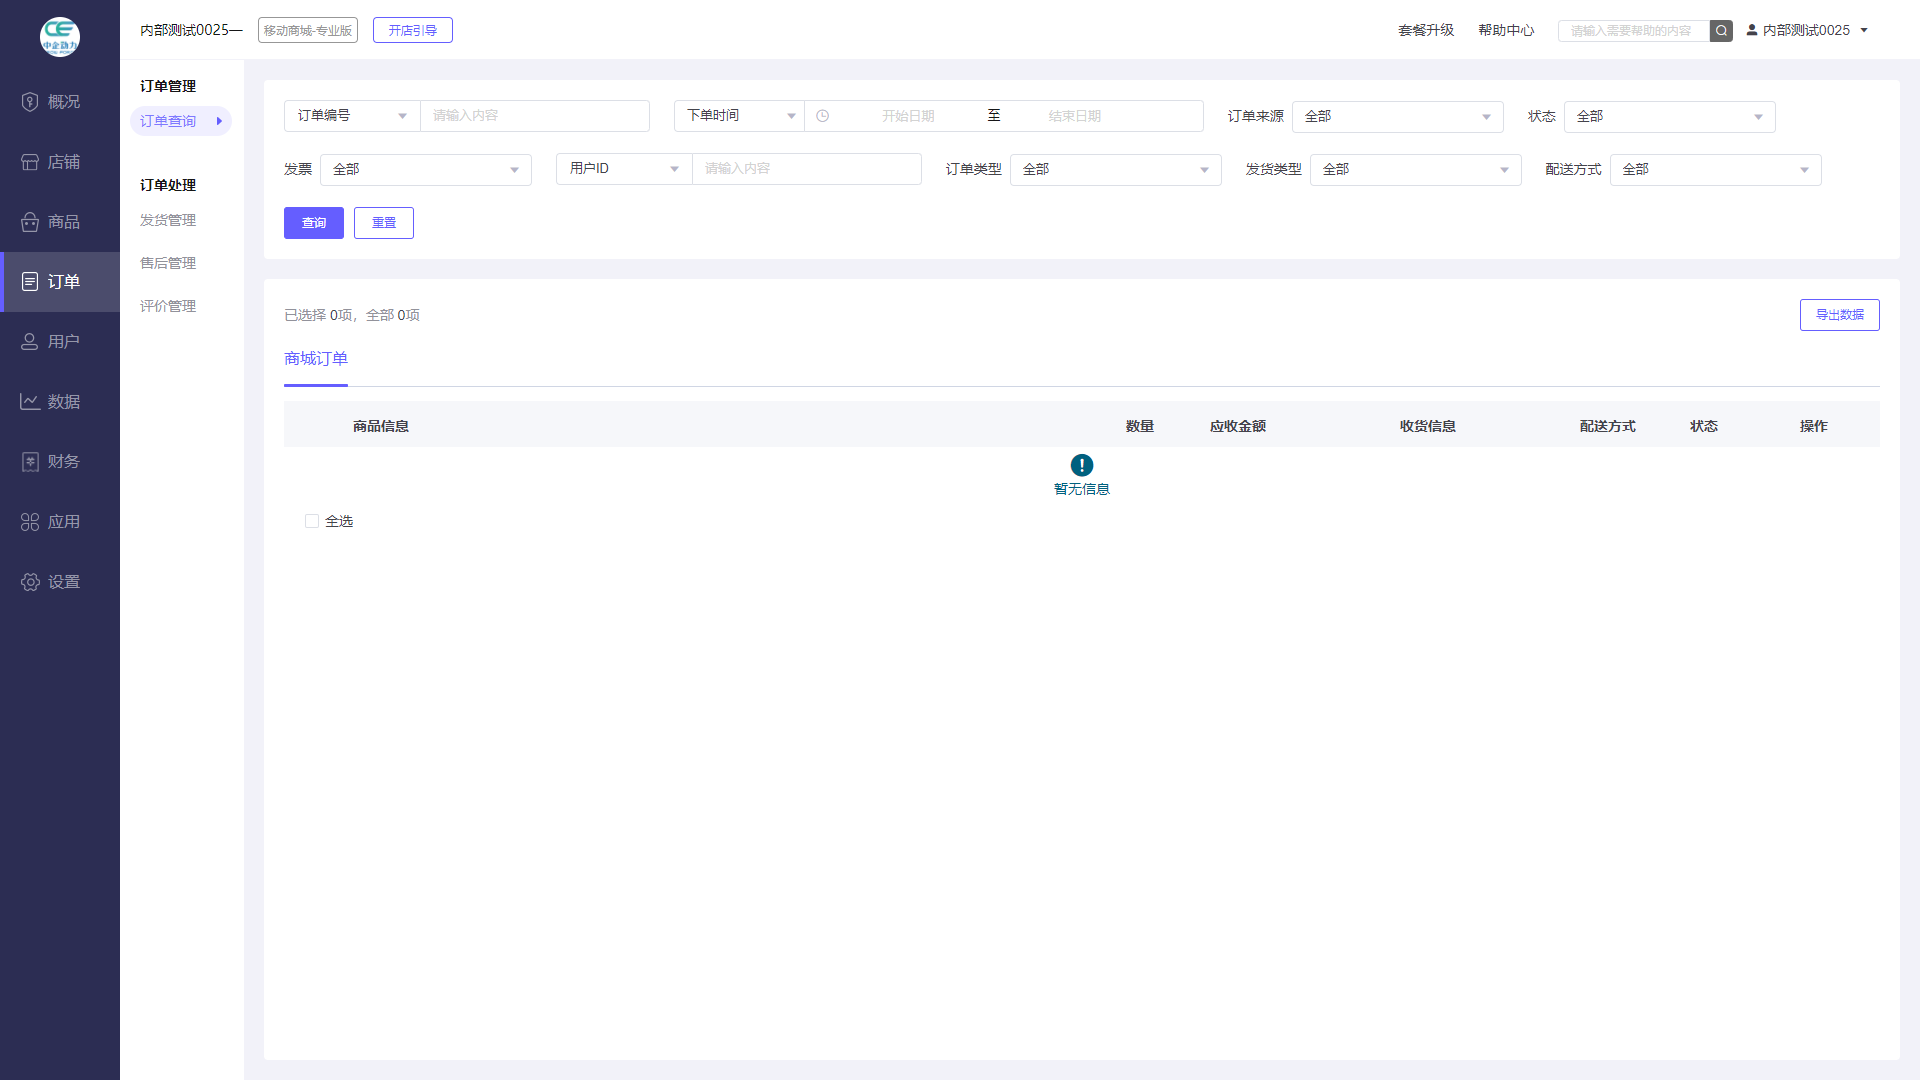 中企动力
内部测试0025—
移动商城-专业版
开店引导
套餐升级
帮助中心
请输入需要帮助的内容
内部测试0025
概况
店铺
商品
订单
用户
数据
财务
应用
设置
订单管理
订单查询
订单处理
发货管理
售后管理
评价管理
订单编号 请输入内容 下单时间 开始日期 至 结束日期 订单来源 全部 状态 全部
发票 全部 用户ID 请输入内容 订单类型 全部 发货类型 全部 配送方式 全部
查询 重置
已选择 0项，全部 0项
导出数据
商城订单
商品信息 数量 应收金额 收货信息 配送方式 状态 操作
暂无信息
全选